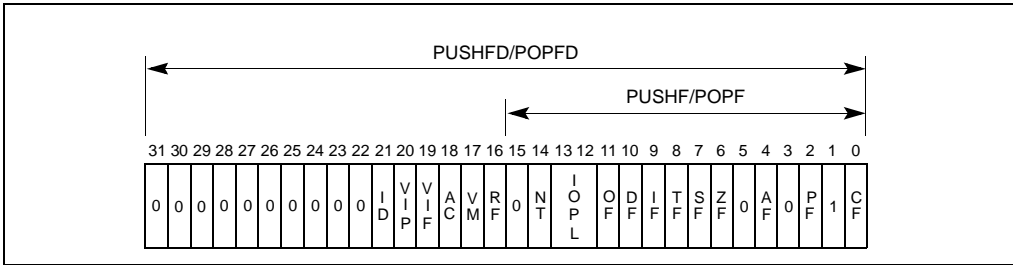 PUSHFD/POPFD
PUSHF/POPF
31 30 29 28 27 26 25 24 23 22 21 20 19 18 17 16 15 14 13 12 11 10 9 8 7 6 5 4 3 2 1 0
0 0 0 0 0 0 0 0 0 0 ID VIP VIF AC VM RF 0 NT IOPL OF DF IF TF SF ZF 0 AF 0 PF 1 CF